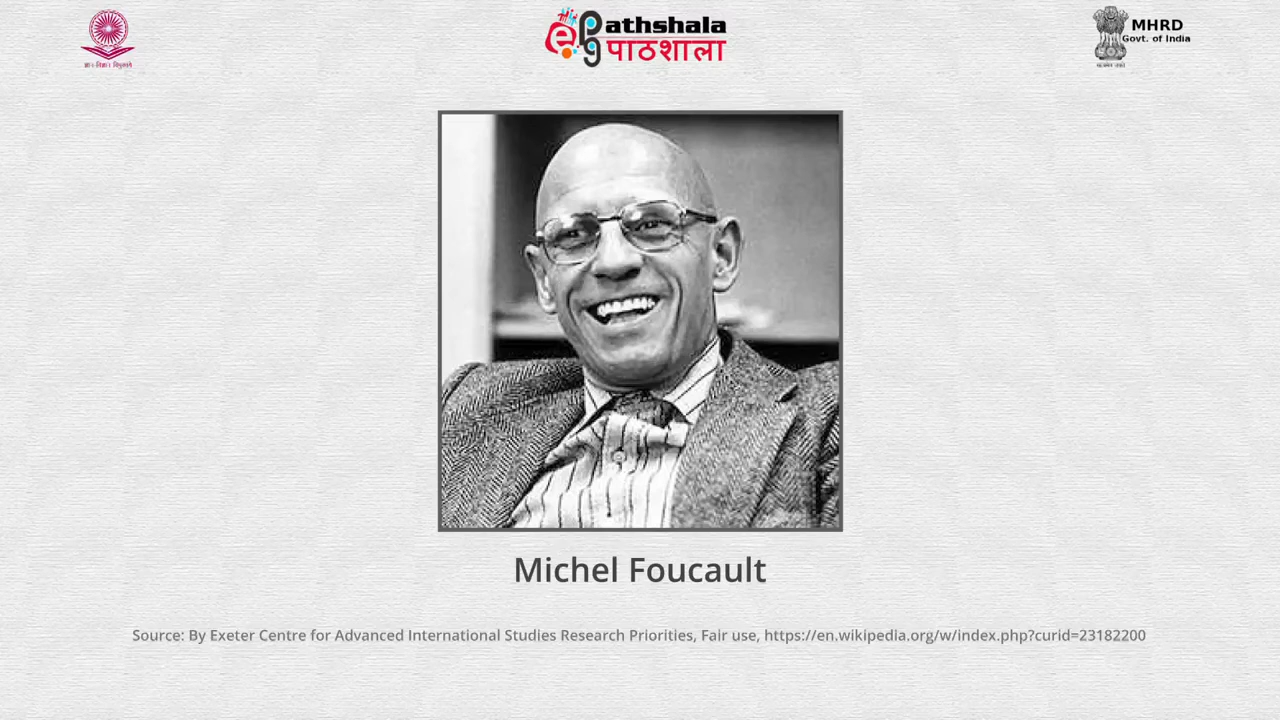 ePathshala
पाठशाला
MHRD
Govt. of India
Michel Foucault
Source: By Exeter Centre for Advanced International Studies Research Priorities, Fair use, https://en.wikipedia.org/w/index.php?curid=23182200